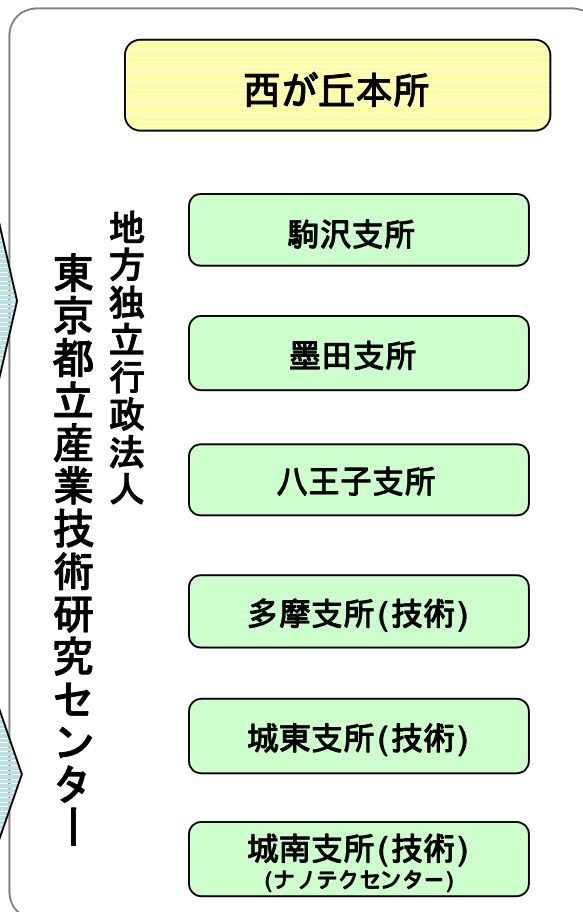 西が丘本所
地方独立行政法人
東京都立産業技術研究センター
駒沢支所
墨田支所
八王子支所
多摩支所(技術)
城東支所(技術)
城南支所(技術)
(ナノテクセンター)